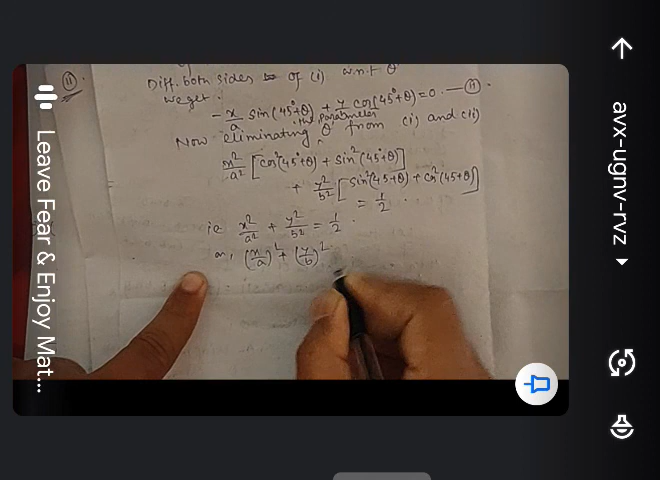 (ii)
Diff. both sides of (i) w.r.t θ
we get.
- x/a sin(45°+θ) + y/b cos(45°+θ) = 0. — (ii).
Now eliminating the parameter θ from (i) and (ii)
x²/a² [cos²(45°+θ) + sin²(45°+θ)]
+ y²/b² [sin²(45+θ) + cos²(45+θ)]
= 1/2 .
ie x²/a² + y²/b² = 1/2 .
or, (x/a)² + (y/b)²
Leave Fear & Enjoy Mat...
avx-ugnv-rvz